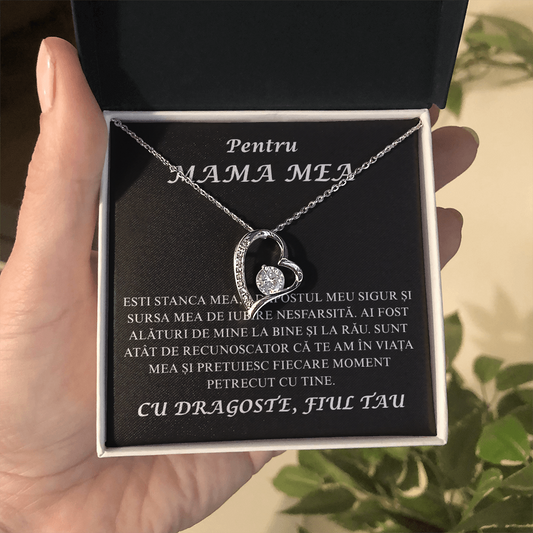 Pentru
MAMA MEA
ESTI STANCA MEA, POSTUL MEU SIGUR ȘI
SURSA MEA DE IUBIRE NESFARSITĂ. AI FOST
ALĂTURI DE MINE LA BINE ȘI LA RĂU. SUNT
ATÂT DE RECUNOSCATOR CĂ TE AM ÎN VIAȚA
MEA ȘI PRETUIESC FIECARE MOMENT
PETRECUT CU TINE.
CU DRAGOSTE, FIUL TAU